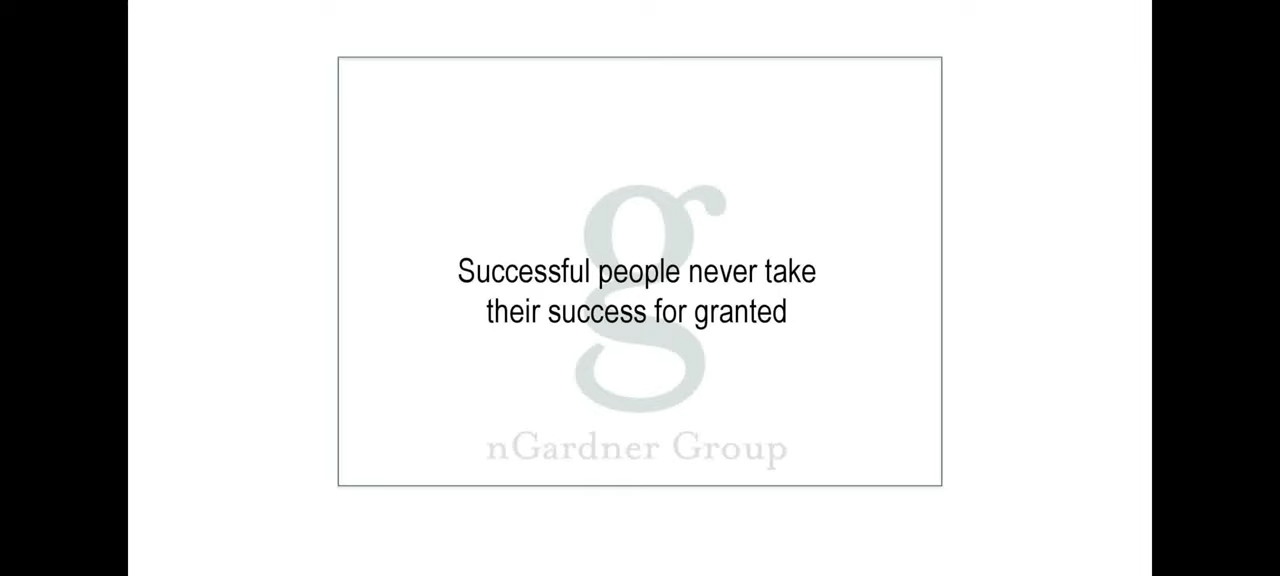 Successful people never take
their success for granted
g
nGardner Group